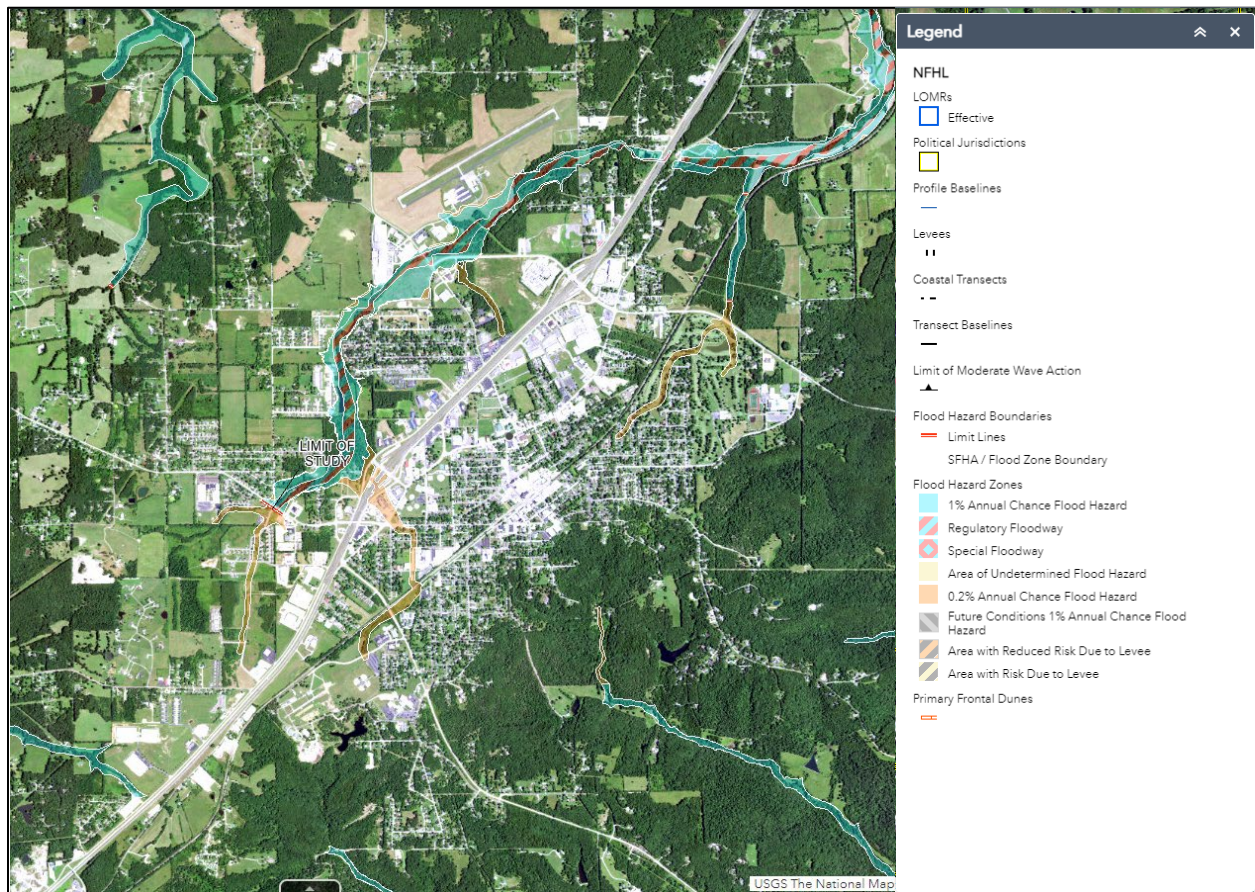 LIMIT OF
STUDY
USGS The National Map
Legend
NFHL
LOMRs
Effective
Political Jurisdictions
Profile Baselines
Levees
Coastal Transects
Transect Baselines
Limit of Moderate Wave Action
Flood Hazard Boundaries
Limit Lines
SFHA / Flood Zone Boundary
Flood Hazard Zones
1% Annual Chance Flood Hazard
Regulatory Floodway
Special Floodway
Area of Undetermined Flood Hazard
0.2% Annual Chance Flood Hazard
Future Conditions 1% Annual Chance Flood
Hazard
Area with Reduced Risk Due to Levee
Area with Risk Due to Levee
Primary Frontal Dunes